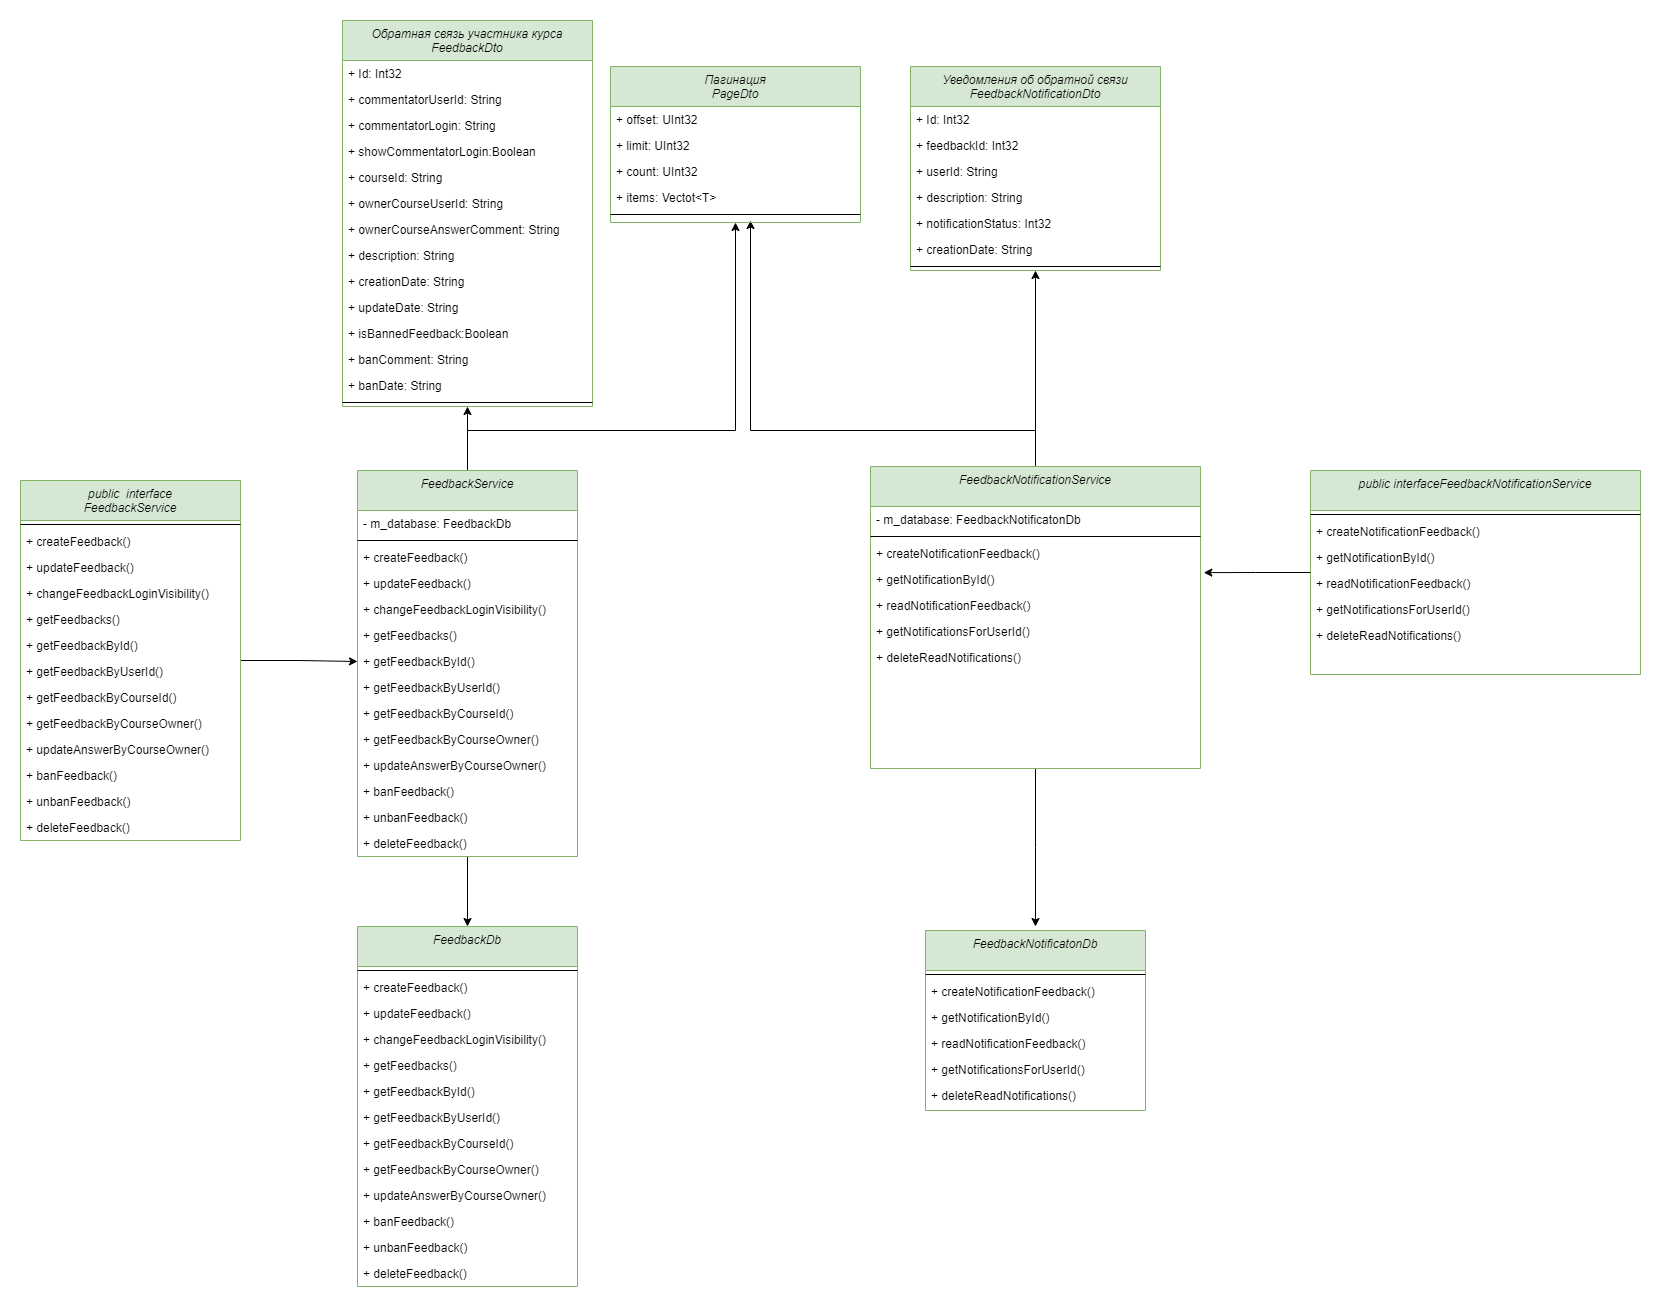 Обратная связь участника курса
FeedbackDto
+ Id: Int32
+ commentatorUserId: String
+ commentatorLogin: String
+ showCommentatorLogin:Boolean
+ courseId: String
+ ownerCourseUserId: String
+ ownerCourseAnswerComment: String
+ description: String
+ creationDate: String
+ updateDate: String
+ isBannedFeedback:Boolean
+ banComment: String
+ banDate: String
Пагинация
PageDto
+ offset: UInt32
+ limit: UInt32
+ count: UInt32
+ items: Vectot<T>
Уведомления об обратной связи
FeedbackNotificationDto
+ Id: Int32
+ feedbackId: Int32
+ userId: String
+ description: String
+ notificationStatus: Int32
+ creationDate: String
public interface
FeedbackService
+ createFeedback()
+ updateFeedback()
+ changeFeedbackLoginVisibility()
+ getFeedbacks()
+ getFeedbackById()
+ getFeedbackByUserId()
+ getFeedbackByCourseId()
+ getFeedbackByCourseOwner()
+ updateAnswerByCourseOwner()
+ banFeedback()
+ unbanFeedback()
+ deleteFeedback()
FeedbackService
- m_database: FeedbackDb
+ createFeedback()
+ updateFeedback()
+ changeFeedbackLoginVisibility()
+ getFeedbacks()
+ getFeedbackById()
+ getFeedbackByUserId()
+ getFeedbackByCourseId()
+ getFeedbackByCourseOwner()
+ updateAnswerByCourseOwner()
+ banFeedback()
+ unbanFeedback()
+ deleteFeedback()
FeedbackNotificationService
- m_database: FeedbackNotificatonDb
+ createNotificationFeedback()
+ getNotificationById()
+ readNotificationFeedback()
+ getNotificationsForUserId()
+ deleteReadNotifications()
public interfaceFeedbackNotificationService
+ createNotificationFeedback()
+ getNotificationById()
+ readNotificationFeedback()
+ getNotificationsForUserId()
+ deleteReadNotifications()
FeedbackDb
+ createFeedback()
+ updateFeedback()
+ changeFeedbackLoginVisibility()
+ getFeedbacks()
+ getFeedbackById()
+ getFeedbackByUserId()
+ getFeedbackByCourseId()
+ getFeedbackByCourseOwner()
+ updateAnswerByCourseOwner()
+ banFeedback()
+ unbanFeedback()
+ deleteFeedback()
FeedbackNotificatonDb
+ createNotificationFeedback()
+ getNotificationById()
+ readNotificationFeedback()
+ getNotificationsForUserId()
+ deleteReadNotifications()